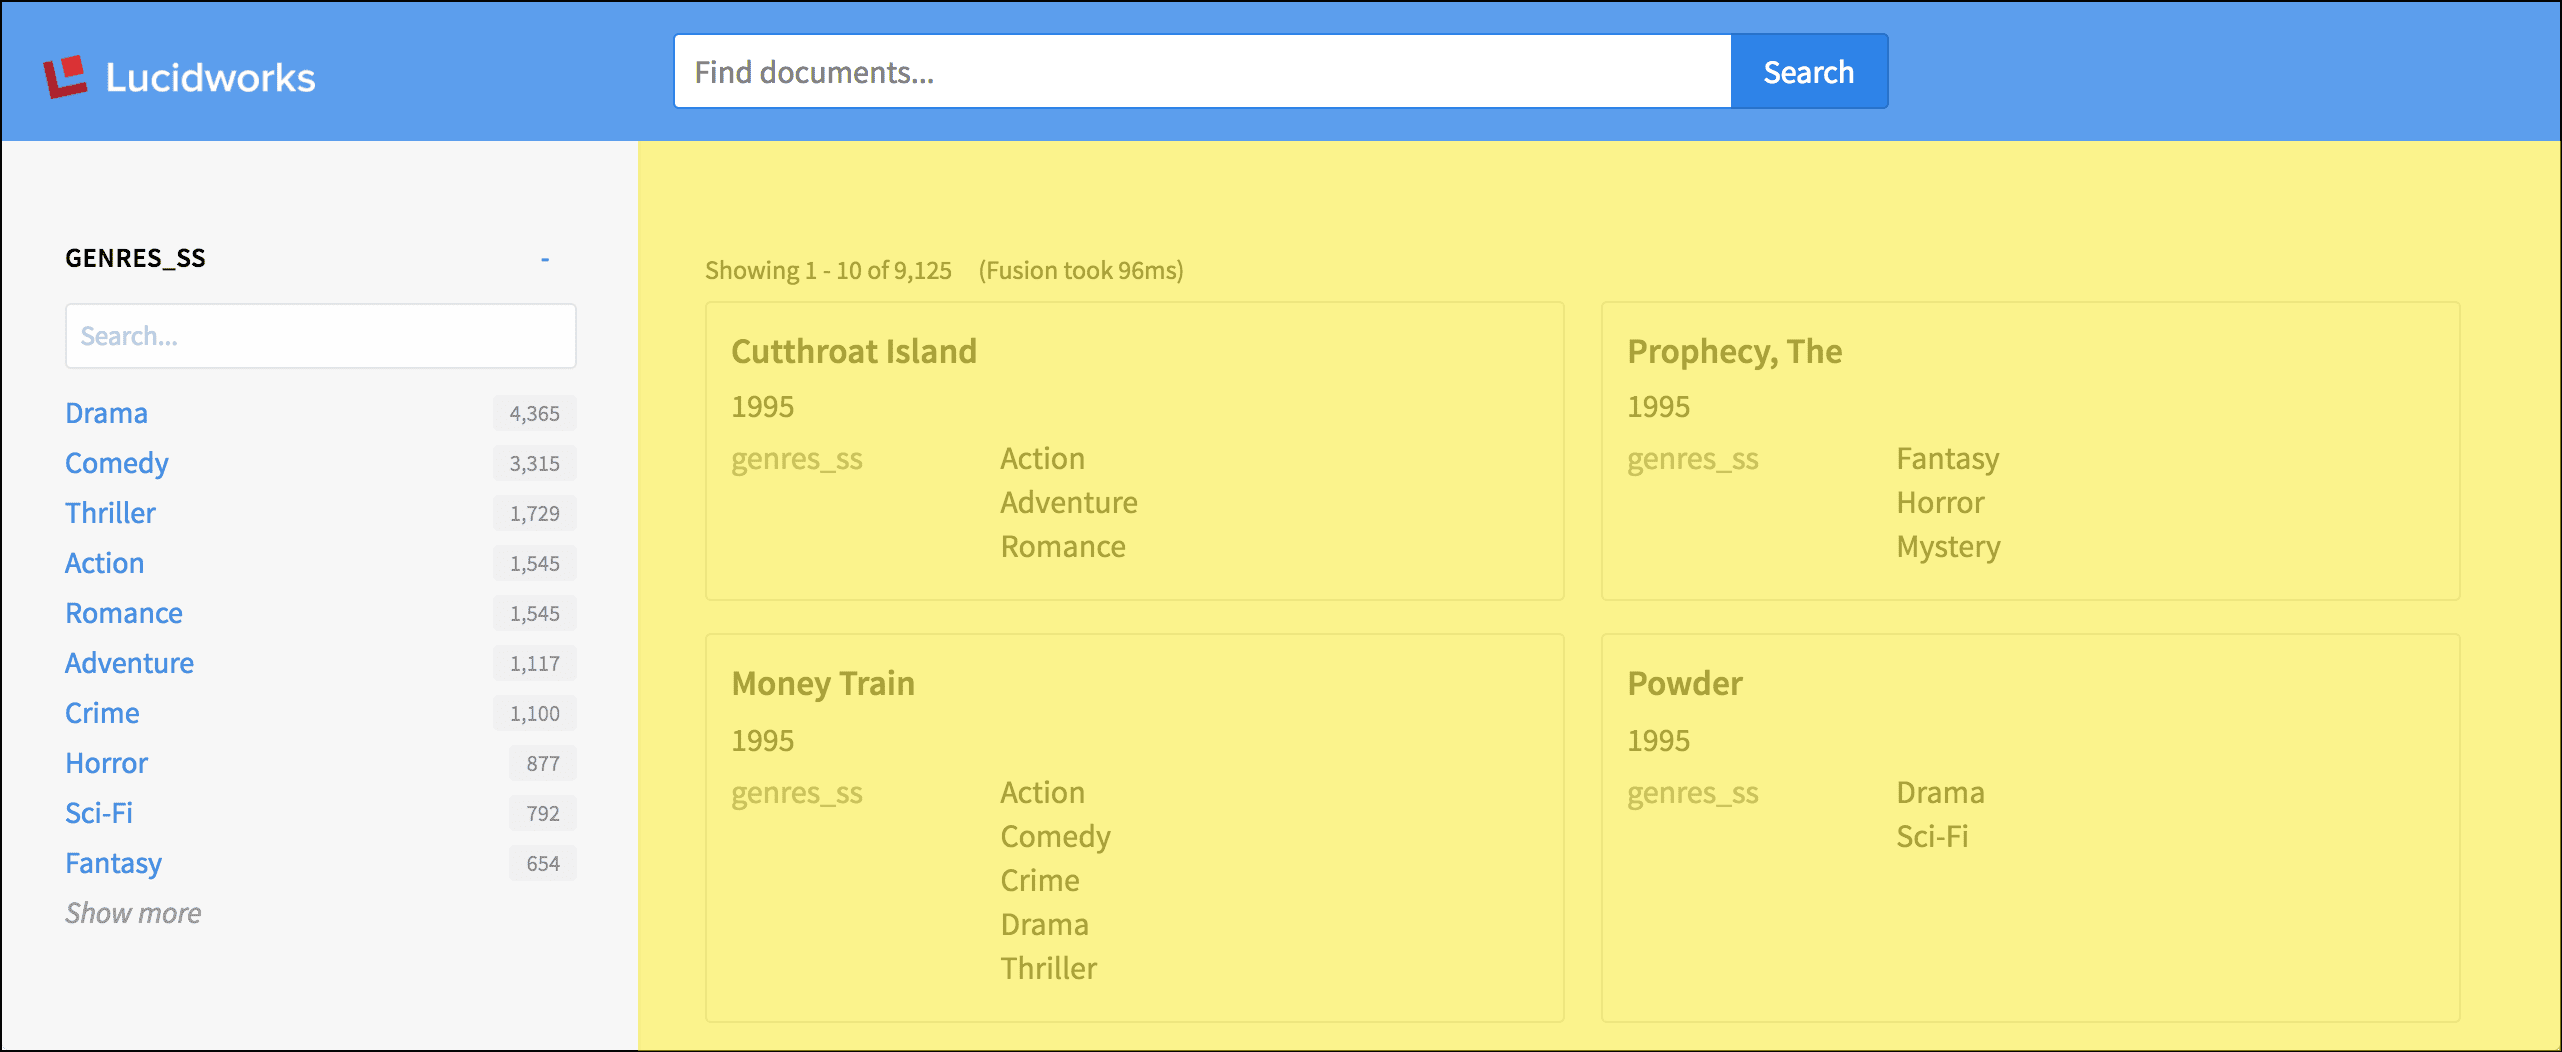 Lucidworks
Find documents...
Search
GENRES_SS -
Search...
Drama 4,365
Comedy 3,315
Thriller 1,729
Action 1,545
Romance 1,545
Adventure 1,117
Crime 1,100
Horror 877
Sci-Fi 792
Fantasy 654
Show more
Showing 1 - 10 of 9,125 (Fusion took 96ms)
Cutthroat Island
1995
genres_ss Action
Adventure
Romance
Prophecy, The
1995
genres_ss Fantasy
Horror
Mystery
Money Train
1995
genres_ss Action
Comedy
Crime
Drama
Thriller
Powder
1995
genres_ss Drama
Sci-Fi